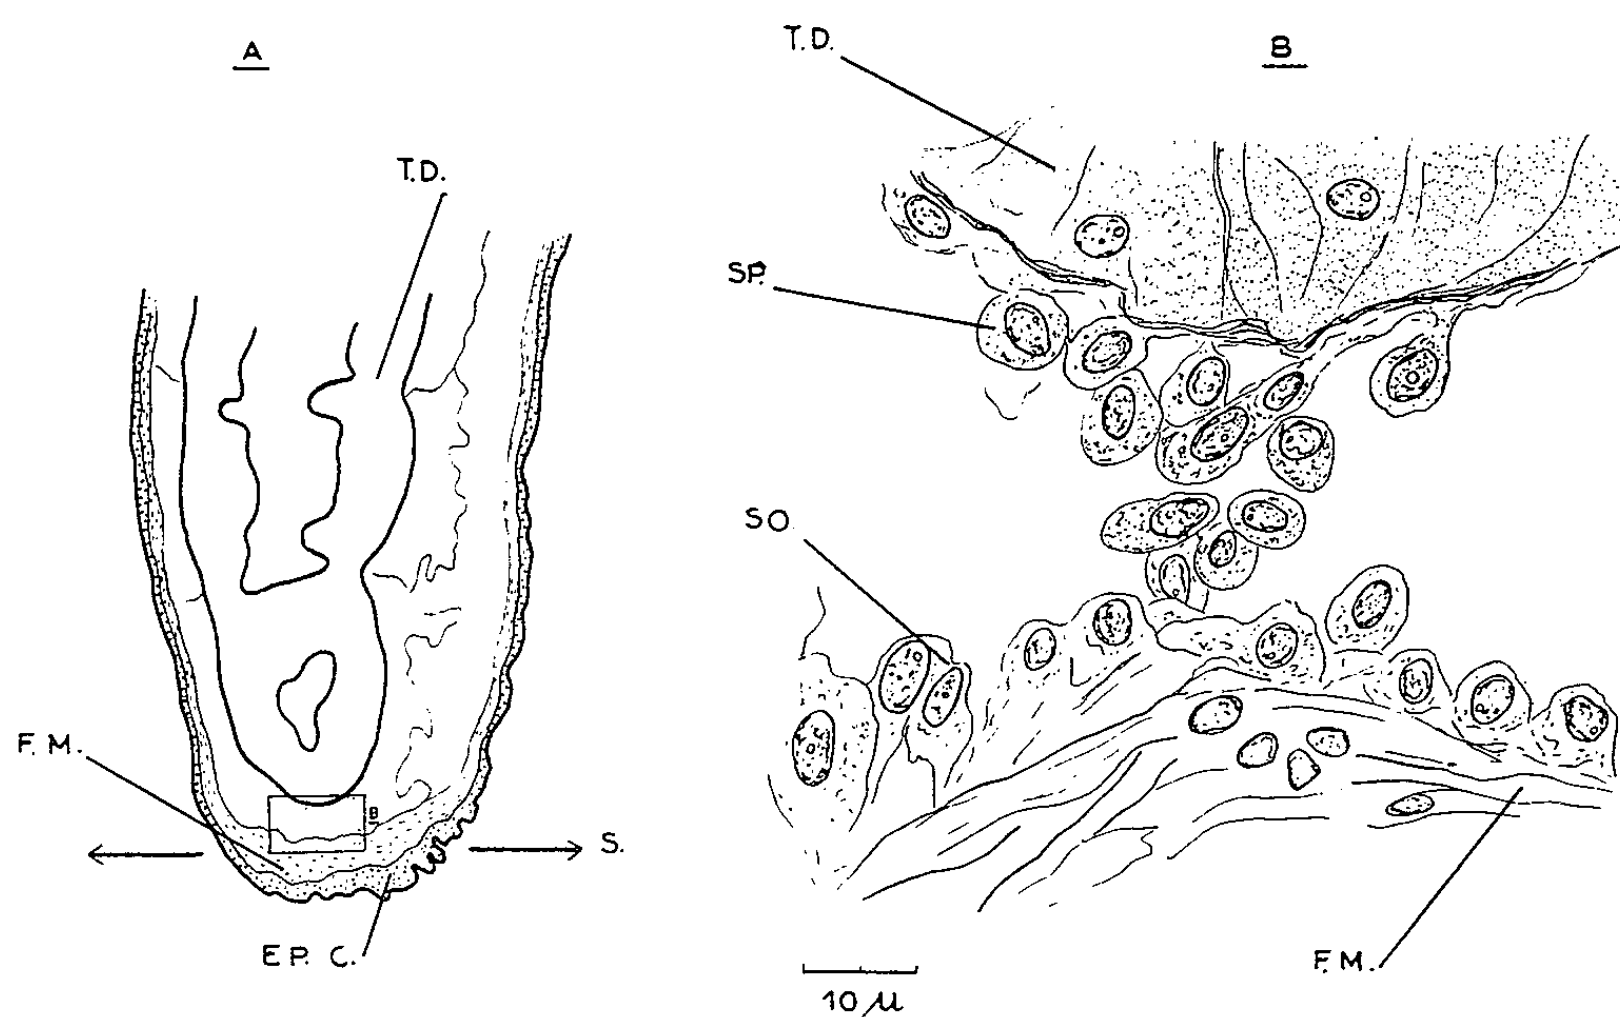 A
T.D.
F. M.
B
S.
E P. C.
B
T.D.
SP.
SO.
10 µ
F. M.